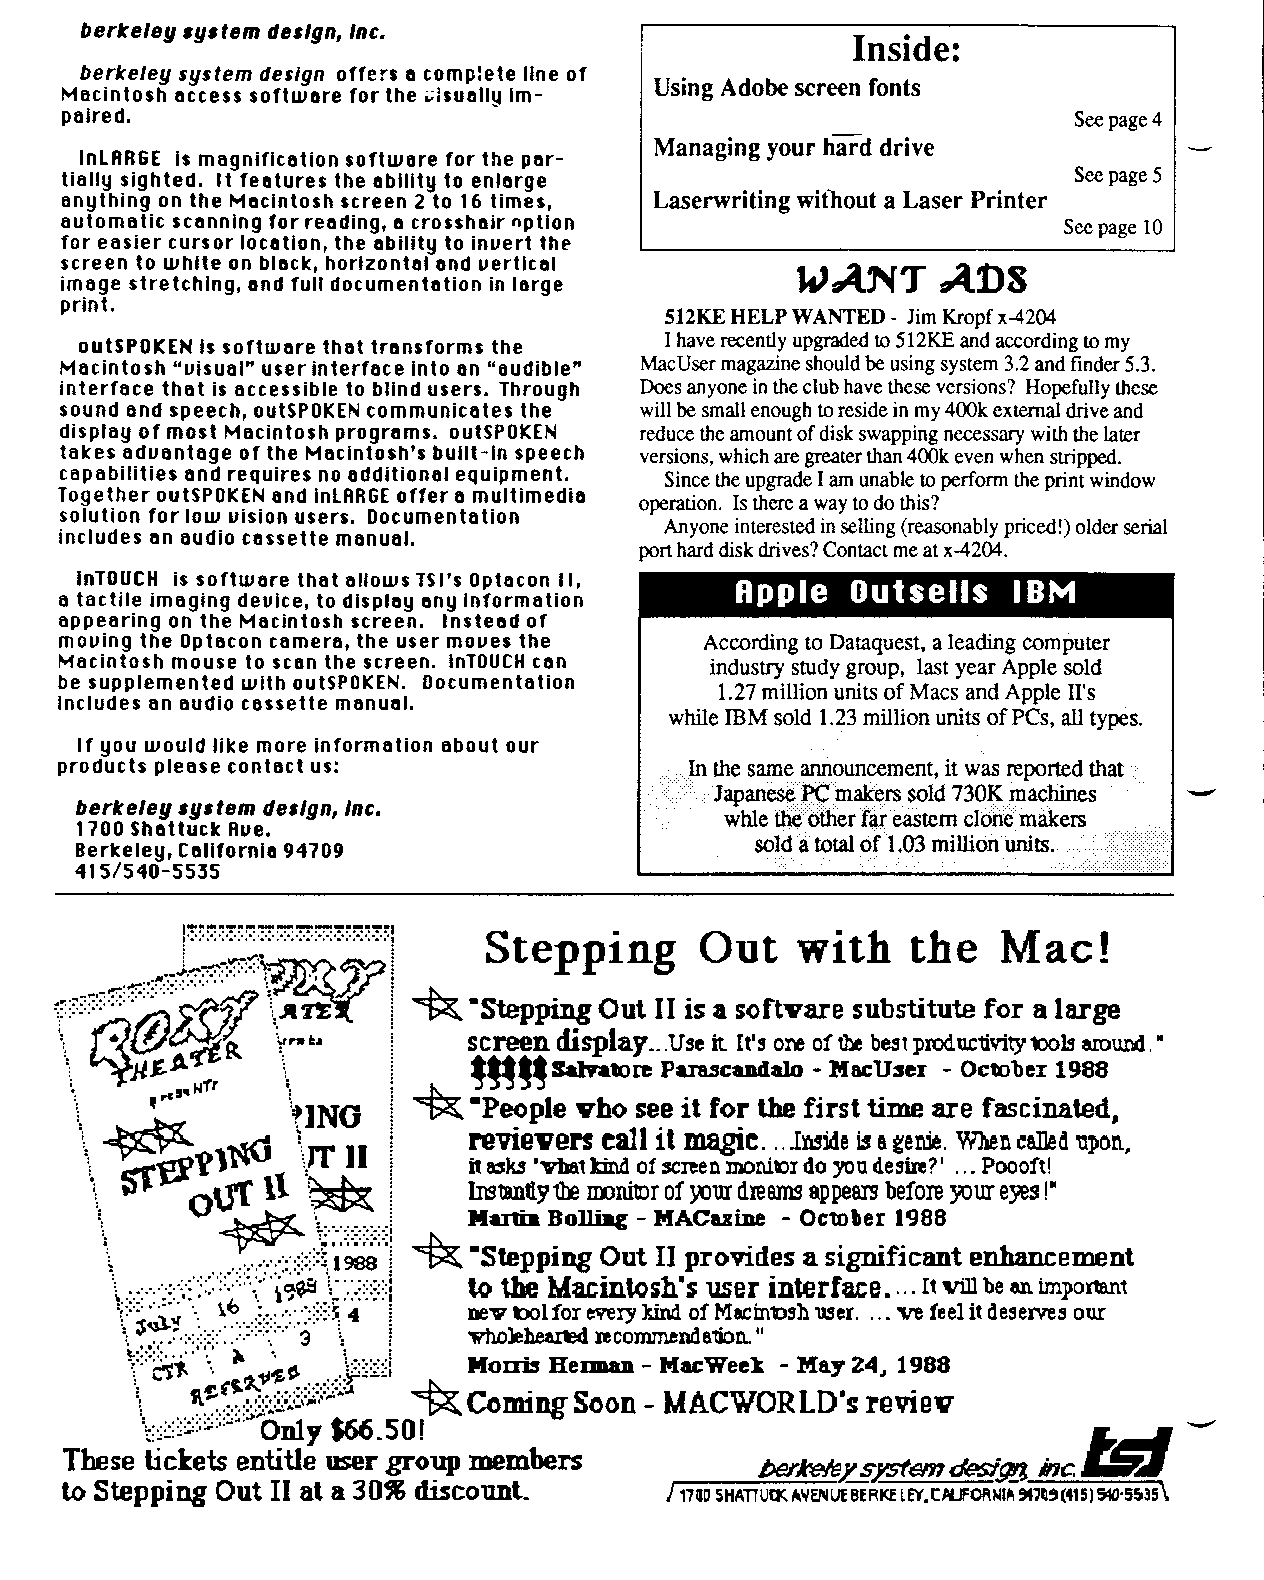 berkeley system design, inc.
berkeley system design offers a complete line of
Macintosh access software for the visually im-
paired.
inLARGE is magnification software for the par-
tially sighted. It features the ability to enlarge
anything on the Macintosh screen 2 to 16 times,
automatic scanning for reading, a crosshair option
for easier cursor location, the ability to invert the
screen to white on black, horizontal and vertical
image stretching, and full documentation in large
print.
outSPOKEN is software that transforms the
Macintosh "visual" user interface into an "audible"
interface that is accessible to blind users. Through
sound and speech, outSPOKEN communicates the
display of most Macintosh programs. outSPOKEN
takes advantage of the Macintosh's built-in speech
capabilities and requires no additional equipment.
Together outSPOKEN and inLARGE offer a multimedia
solution for low vision users. Documentation
includes an audio cassette manual.
inTOUCH is software that allows TSI's Optacon II,
a tactile imaging device, to display any information
appearing on the Macintosh screen. Instead of
moving the Optacon camera, the user moves the
Macintosh mouse to scan the screen. inTOUCH can
be supplemented with outSPOKEN. Documentation
includes an audio cassette manual.
If you would like more information about our
products please contact us:
berkeley system design, inc.
1700 Shattuck Ave.
Berkeley, California 94709
415/540-5535
Inside:
Using Adobe screen fonts
See page 4
Managing your hard drive
See page 5
Laserwriting without a Laser Printer
See page 10
WANT ADS
512KE HELP WANTED - Jim Kropf x-4204
I have recently upgraded to 512KE and according to my
MacUser magazine should be using system 3.2 and finder 5.3.
Does anyone in the club have these versions? Hopefully these
will be small enough to reside in my 400k external drive and
reduce the amount of disk swapping necessary with the later
versions, which are greater than 400k even when stripped.
Since the upgrade I am unable to perform the print window
operation. Is there a way to do this?
Anyone interested in selling (reasonably priced!) older serial
port hard disk drives? Contact me at x-4204.
Apple Outsells IBM
According to Dataquest, a leading computer
industry study group, last year Apple sold
1.27 million units of Macs and Apple II's
while IBM sold 1.23 million units of PCs, all types.
In the same announcement, it was reported that
Japanese PC makers sold 730K machines
whle the other far eastern clone makers
sold a total of 1.03 million units.
ROXY
THEATER
STEPPING
OUT II
1988
July 16 1989
4
3
CTR A
RESERVED
PING
UT II
Stepping Out with the Mac!
"Stepping Out II is a software substitute for a large
screen display...Use it. It's one of the best productivity tools around."
Salvatore Parascandalo - MacUser - October 1988
"People who see it for the first time are fascinated,
reviewers call it magic. ...Inside is a genie. When called upon,
it asks 'what kind of screen monitor do you desire?' ... Poooft!
Instantly the monitor of your dreams appears before your eyes!"
Martin Bolling - MACazine - October 1988
"Stepping Out II provides a significant enhancement
to the Macintosh's user interface.... It will be an important
new tool for every kind of Macintosh user. ... we feel it deserves our
wholehearted recommendation."
Morris Herman - MacWeek - May 24, 1988
Coming Soon - MACWORLD's review
Only $66.50!
These tickets entitle user group members
to Stepping Out II at a 30% discount.
berkeley system design, inc. bsd
1700 SHATTUCK AVENUE BERKELEY, CALIFORNIA 94709 (415) 540-5535